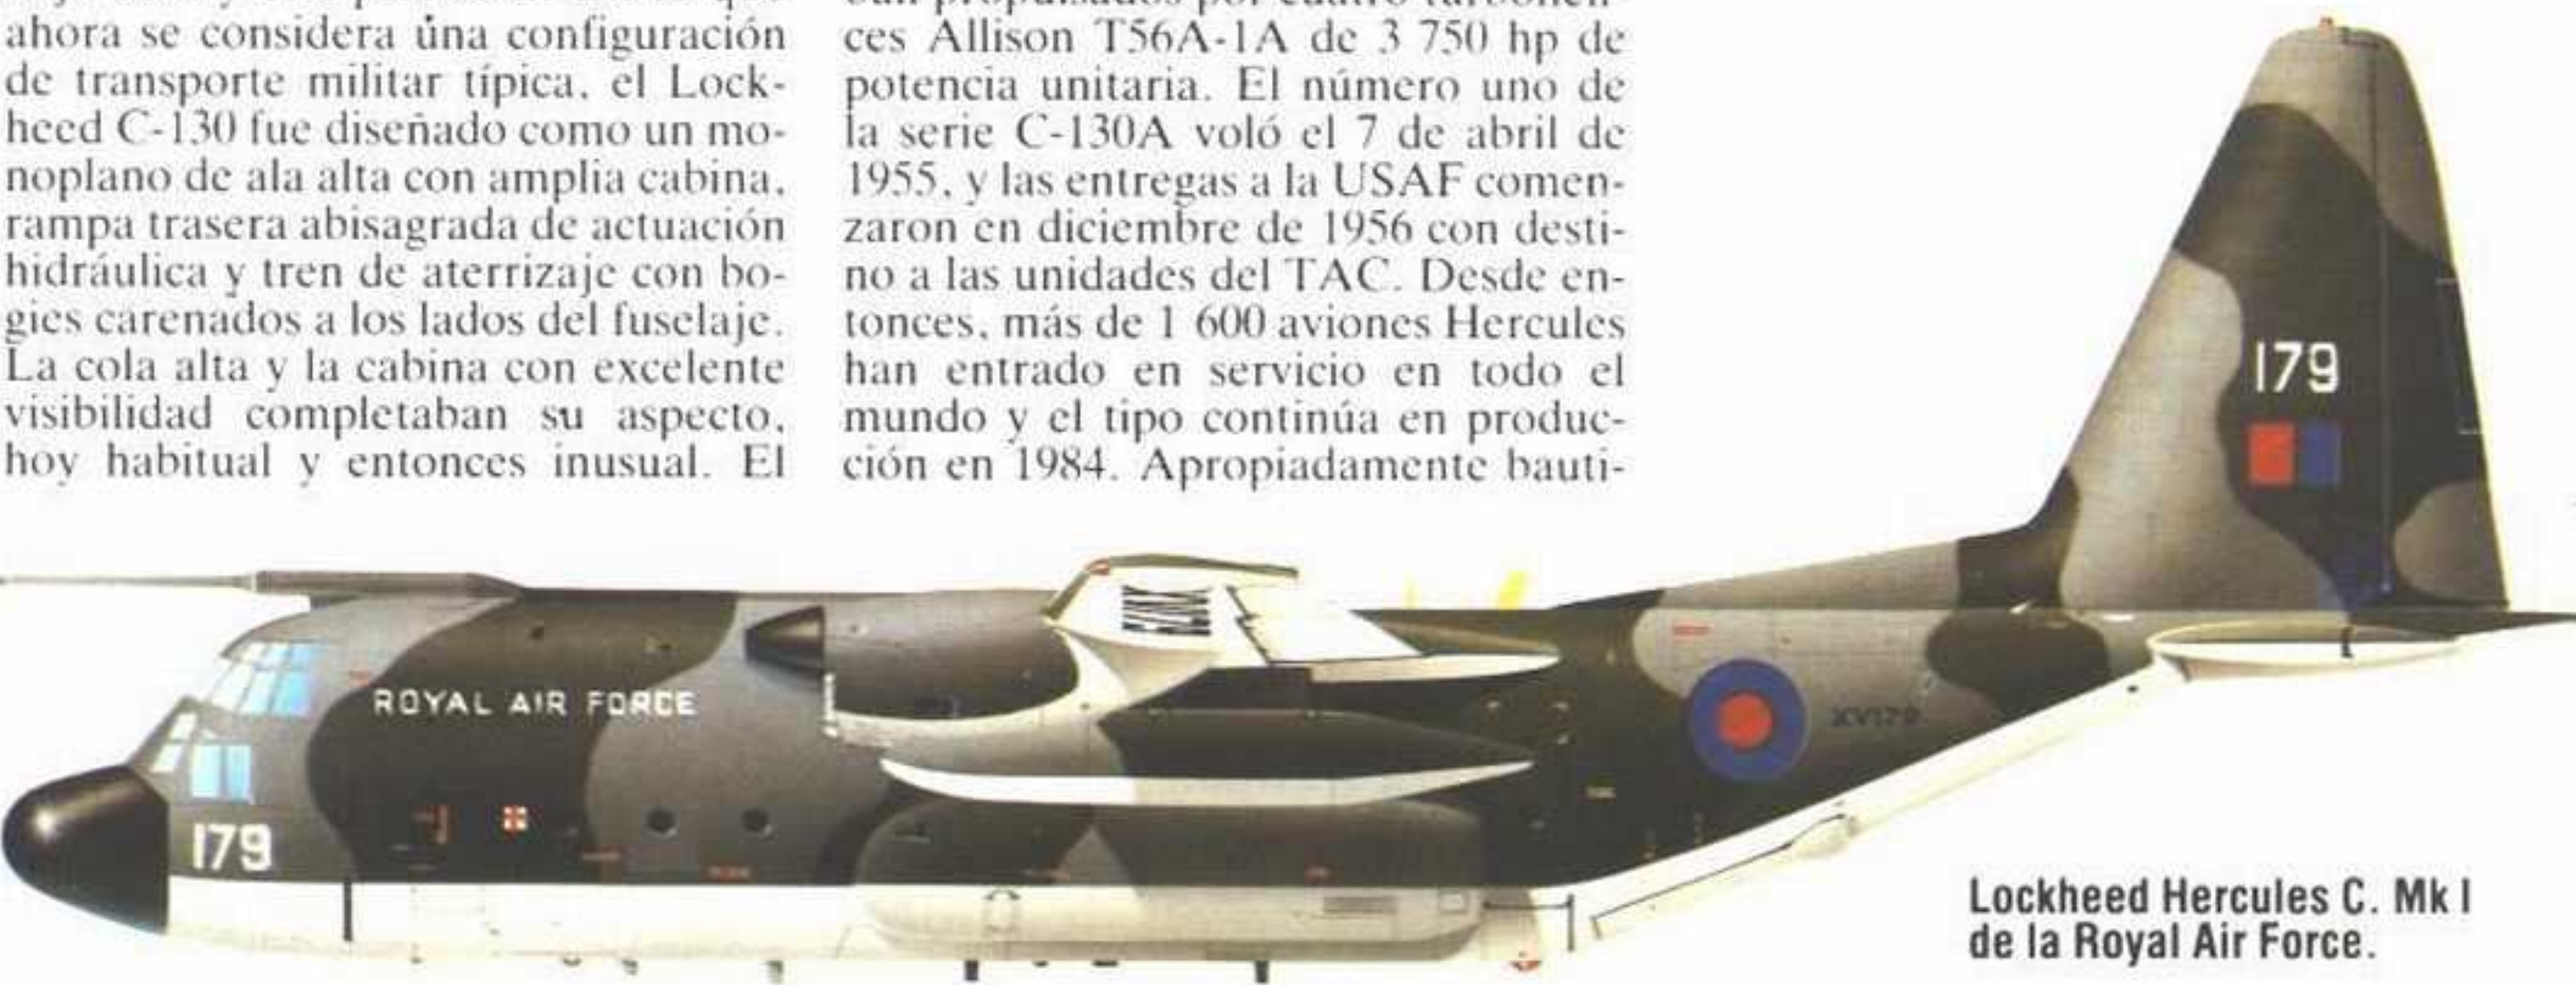 ahora se considera una configuración
de transporte militar típica, el Lock-
heed C-130 fue diseñado como un mo-
noplano de ala alta con amplia cabina,
rampa trasera abisagrada de actuación
hidráulica y tren de aterrizaje con bo-
gies carenados a los lados del fuselaje.
La cola alta y la cabina con excelente
visibilidad completaban su aspecto,
hoy habitual y entonces inusual. El
ces Allison T56A-1A de 3 750 hp de
potencia unitaria. El número uno de
la serie C-130A voló el 7 de abril de
1955, y las entregas a la USAF comen-
zaron en diciembre de 1956 con desti-
no a las unidades del TAC. Desde en-
tonces, más de 1 600 aviones Hercules
han entrado en servicio en todo el
mundo y el tipo continúa en produc-
ción en 1984. Apropiadamente bauti-
179
ROYAL AIR FORCE
XV179
179
Lockheed Hercules C. Mk I
de la Royal Air Force.